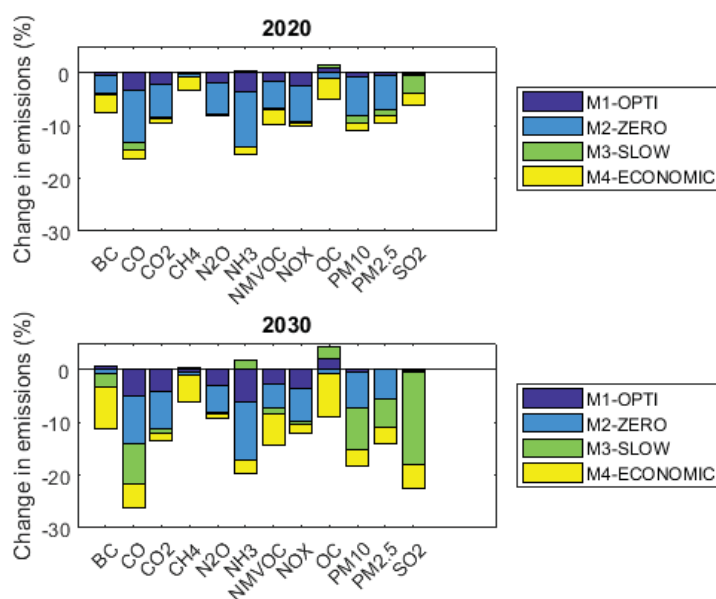 2020
Change in emissions (%)
0
-10
-20
-30
BC
CO
CO2
CH4
N2O
NH3
NMVOC
NOX
OC
PM10
PM2.5
SO2
M1-OPTI
M2-ZERO
M3-SLOW
M4-ECONOMIC
2030
Change in emissions (%)
0
-10
-20
-30
BC
CO
CO2
CH4
N2O
NH3
NMVOC
NOX
OC
PM10
PM2.5
SO2
M1-OPTI
M2-ZERO
M3-SLOW
M4-ECONOMIC